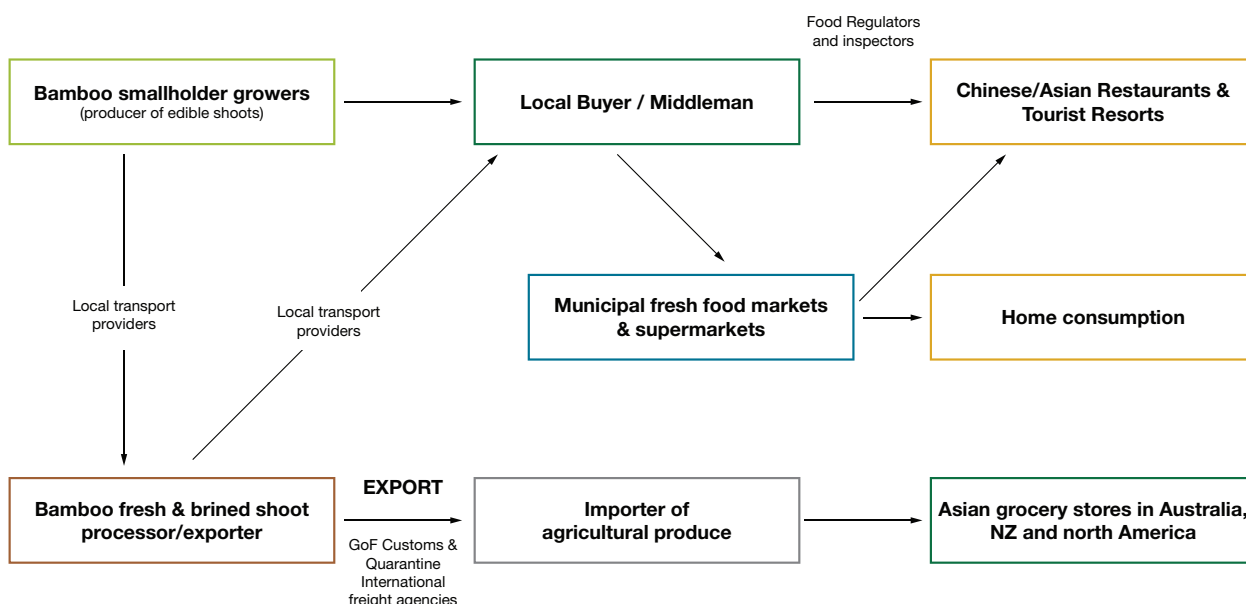 Food Regulators
and inspectors
Bamboo smallholder growers
(producer of edible shoots)
Local Buyer / Middleman
Chinese/Asian Restaurants &
Tourist Resorts
Local transport
providers
Local transport
providers
Municipal fresh food markets
& supermarkets
Home consumption
Bamboo fresh & brined shoot
processor/exporter
EXPORT
GoF Customs &
Quarantine
International
freight agencies
Importer of
agricultural produce
Asian grocery stores in Australia,
NZ and north America